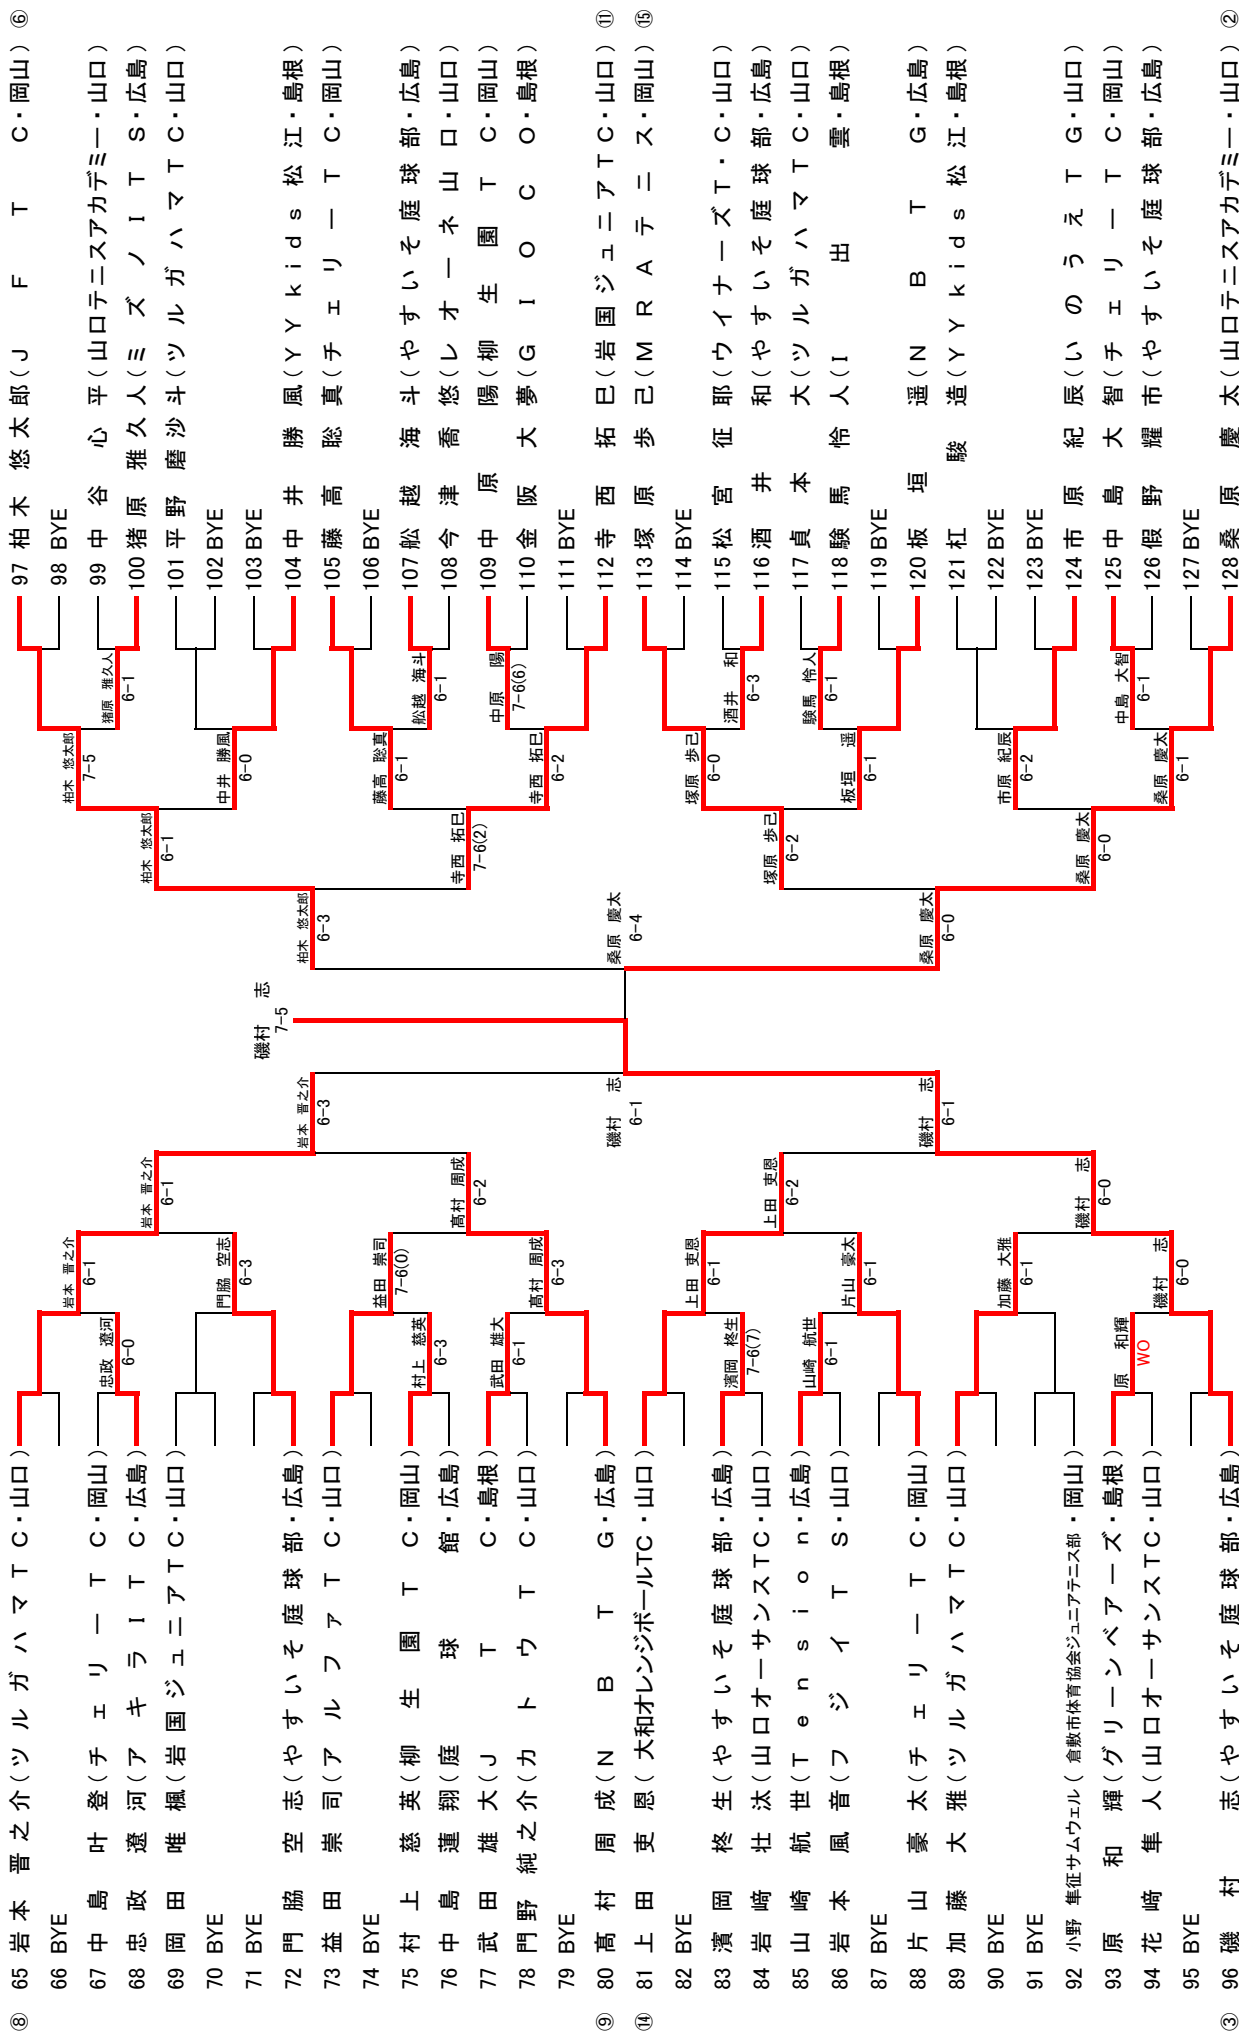 ⑧ 65 岩本 晋之介(ツルガハマTC・山口)
66 BYE
67 中島 叶登(チェリーTC・岡山)
68 忠政 遼河(アキライTC・広島)
69 岡田 唯楓(岩国ジュニアTC・山口)
70 BYE
71 BYE
72 門脇 空志(やすいそ庭球部・広島)
73 益田 崇司(アルファTC・山口)
74 BYE
75 村上 慈英(柳生園TC・岡山)
76 中島 蓮翔(庭球館・広島)
77 武田 雄大(JTC・島根)
78 門野 純之介(カトウTC・山口)
79 BYE
⑨ 80 髙村 周成(NBTG・広島)
⑭ 81 上田 吏恩(大和オレンジボールTC・山口)
82 BYE
83 濱岡 柊生(やすいそ庭球部・広島)
84 岩﨑 壮汰(山口オーサンスTC・山口)
85 山崎 航世(Tension・広島)
86 岩本 風音(フジイTS・山口)
87 BYE
88 片山 豪太(チェリーTC・岡山)
89 加藤 大雅(ツルガハマTC・山口)
90 BYE
91 BYE
92 小野 隼征サムウェル(倉敷市体育協会ジュニアテニス部・岡山)
93 原 和輝(グリーンベアーズ・島根)
94 花﨑 隼人(山口オーサンスTC・山口)
95 BYE
③ 96 磯村 志(やすいそ庭球部・広島)
忠政 遼河
6-0
村上 慈英
6-3
武田 雄大
6-1
濱岡 柊生
7-6(7)
山崎 航世
6-1
原 和輝
WO
岩本 晋之介
6-1
門脇 空志
6-3
益田 崇司
7-6(0)
髙村 周成
6-3
上田 吏恩
6-1
片山 豪太
6-1
加藤 大雅
6-1
磯村 志
6-0
岩本 晋之介
6-1
髙村 周成
6-2
上田 吏恩
6-2
磯村 志
6-0
岩本 晋之介
6-3
磯村 志
6-1
磯村 志
6-1
磯村 志
7-5
桑原 慶太
6-4
柏木 悠太郎
6-3
桑原 慶太
6-0
柏木 悠太郎
6-1
寺西 拓巳
7-6(2)
塚原 歩己
6-2
桑原 慶太
6-0
柏木 悠太郎
7-5
中井 勝風
6-0
藤高 聡真
6-1
寺西 拓巳
6-2
塚原 歩己
6-0
板垣 遥
6-1
市原 紀辰
6-2
桑原 慶太
6-1
猪原 雅久人
6-1
舩越 海斗
6-1
中原 陽
7-6(6)
酒井 和
6-3
験馬 怜人
6-1
中島 大智
6-1
97 柏木 悠太郎(JFTC・岡山) ⑥
98 BYE
99 中谷 心平(山口テニスアカデミー・山口)
100 猪原 雅久人(ミズノITS・広島)
101 平野 磨沙斗(ツルガハマTC・山口)
102 BYE
103 BYE
104 中井 勝風(YYkids松江・島根)
105 藤高 聡真(チェリーTC・岡山)
106 BYE
107 舩越 海斗(やすいそ庭球部・広島)
108 今津 喬悠(レオーネ山口・山口)
109 中原 陽(柳生園TC・岡山)
110 金阪 大夢(GIOCO・島根)
111 BYE
112 寺西 拓巳(岩国ジュニアTC・山口) ⑪
113 塚原 歩己(MRAテニス・岡山) ⑮
114 BYE
115 松宮 征耶(ウイナーズT・C・山口)
116 酒井 和(やすいそ庭球部・広島)
117 貞本 大(ツルガハマTC・山口)
118 験馬 怜人(I出雲・島根)
119 BYE
120 板垣 遥(NBTG・広島)
121 杠 駿造(YYkids松江・島根)
122 BYE
123 BYE
124 市原 紀辰(いのうえTG・山口)
125 中島 大智(チェリーTC・岡山)
126 假野 耀市(やすいそ庭球部・広島)
127 BYE
128 桑原 慶太(山口テニスアカデミー・山口) ②